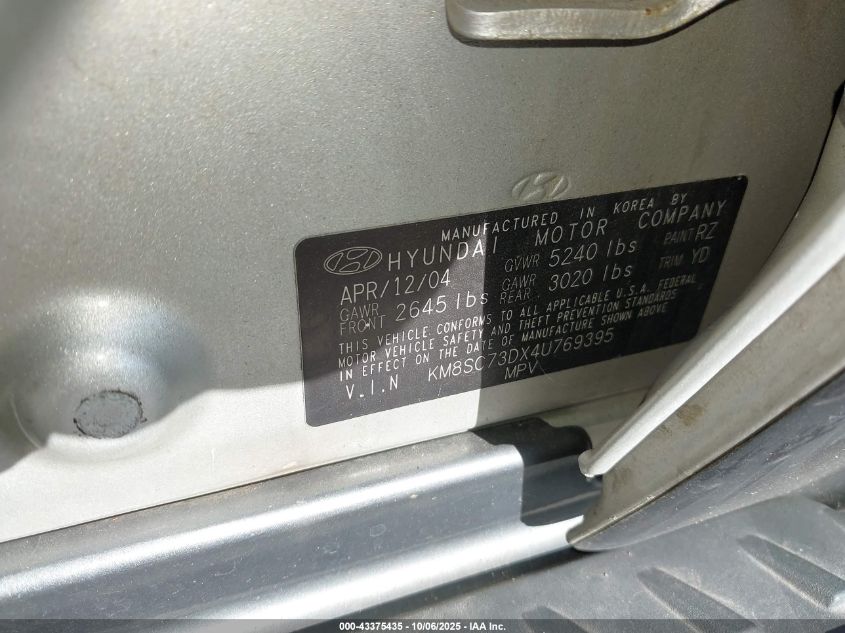 MANUFACTURED IN KOREA BY
HYUNDAI MOTOR COMPANY
APR/12/04 GVWR 5240 lbs PAINT RZ
GAWR FRONT 2645 lbs GAWR REAR 3020 lbs TRIM YD
THIS VEHICLE CONFORMS TO ALL APPLICABLE U.S.A. FEDERAL
MOTOR VEHICLE SAFETY AND THEFT PREVENTION STANDARDS
IN EFFECT ON THE DATE OF MANUFACTURE SHOWN ABOVE
V.I.N KM8SC73DX4U769395
MPV
000-43375435 - 10/06/2025 - IAA Inc.